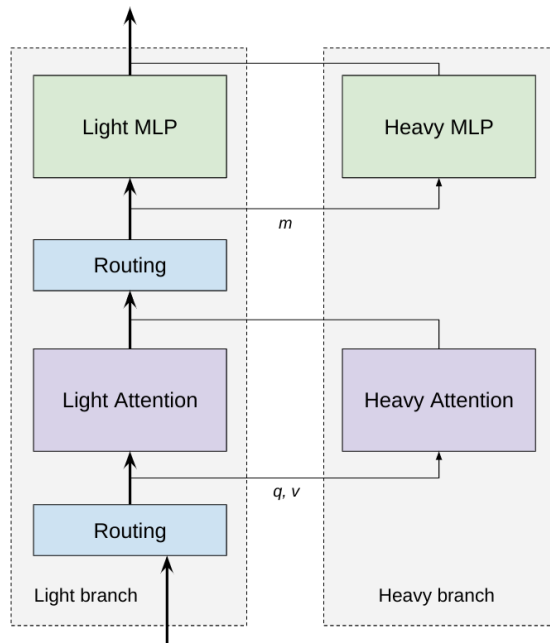 Light MLP
Heavy MLP
m
Routing
Light Attention
Heavy Attention
q, v
Routing
Light branch
Heavy branch